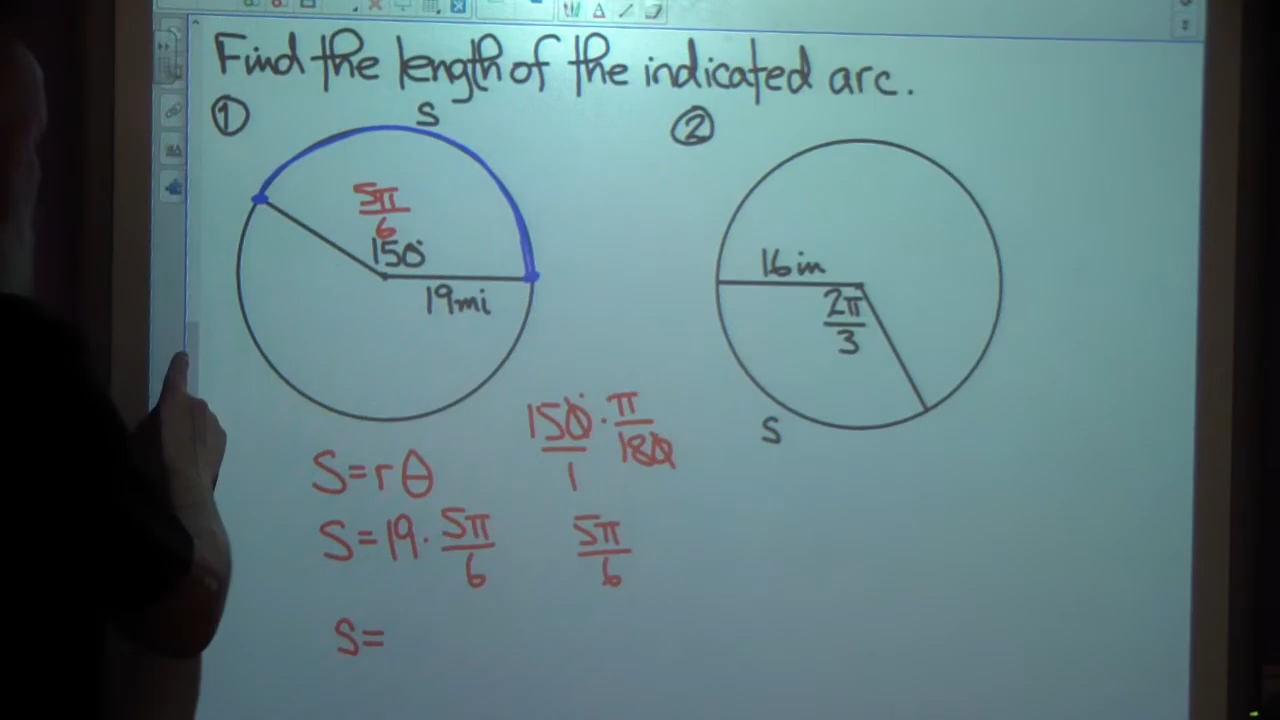 Find the length of the indicated arc.
①
S
5π/6
150°
19mi
S=rθ
S=19·5π/6
S=
150°/1·π/180
5π/6
②
16in
2π/3
S